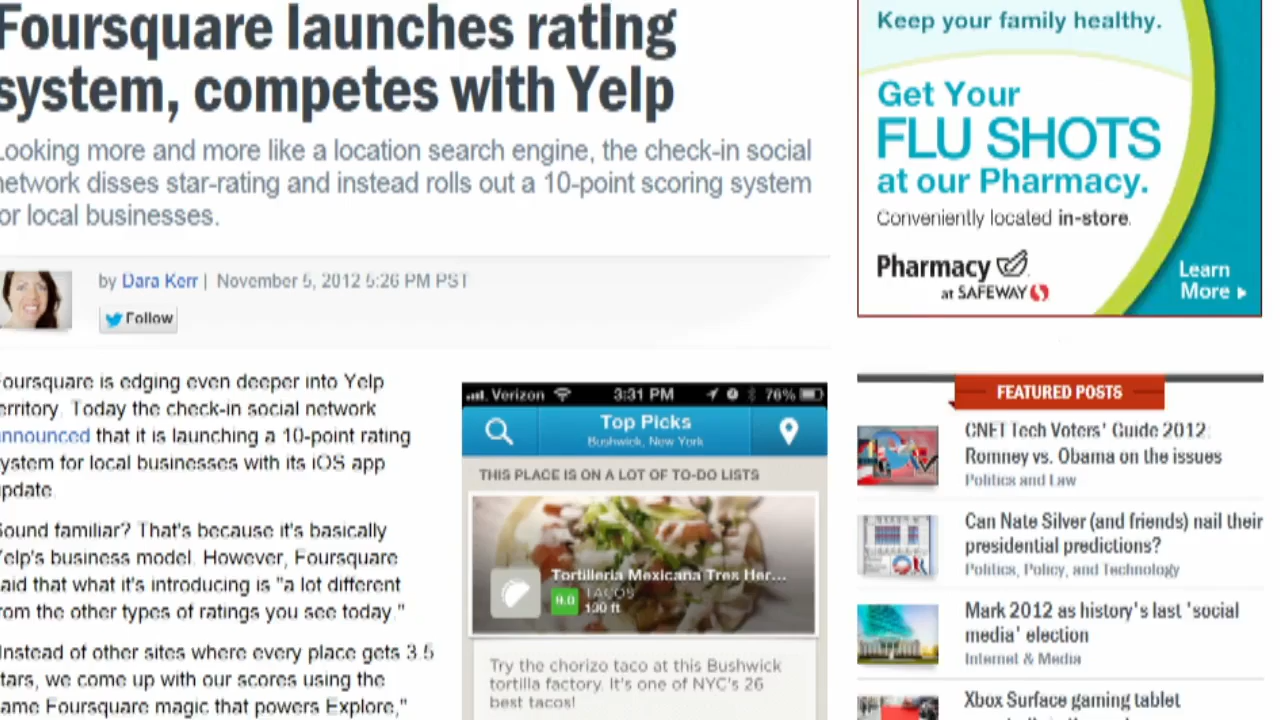 Foursquare launches rating
system, competes with Yelp
Looking more and more like a location search engine, the check-in social
network disses star-rating and instead rolls out a 10-point scoring system
for local businesses.
by Dara Kerr | November 5, 2012 5:26 PM PST
Follow
Foursquare is edging even deeper into Yelp
territory. Today the check-in social network
announced that it is launching a 10-point rating
system for local businesses with its iOS app
update.
Sound familiar? That's because it's basically
Yelp's business model. However, Foursquare
said that what it's introducing is "a lot different
from the other types of ratings you see today."
Instead of other sites where every place gets 3.5
stars, we come up with our scores using the
same Foursquare magic that powers Explore,"
Verizon 3:31 PM 76%
Top Picks
Bushwick, New York
THIS PLACE IS ON A LOT OF TO-DO LISTS
Tortilleria Mexicana Tres Her...
TACOS
9.0
130 ft
Try the chorizo taco at this Bushwick
tortilla factory. It's one of NYC's 26
best tacos!
Keep your family healthy.
Get Your
FLU SHOTS
at our Pharmacy.
Conveniently located in-store.
Pharmacy
at SAFEWAY
Learn
More
FEATURED POSTS
CNET Tech Voters' Guide 2012:
Romney vs. Obama on the issues
Politics and Law
Can Nate Silver (and friends) nail their
presidential predictions?
Politics, Policy, and Technology
Mark 2012 as history's last 'social
media' election
Internet & Media
Xbox Surface gaming tablet